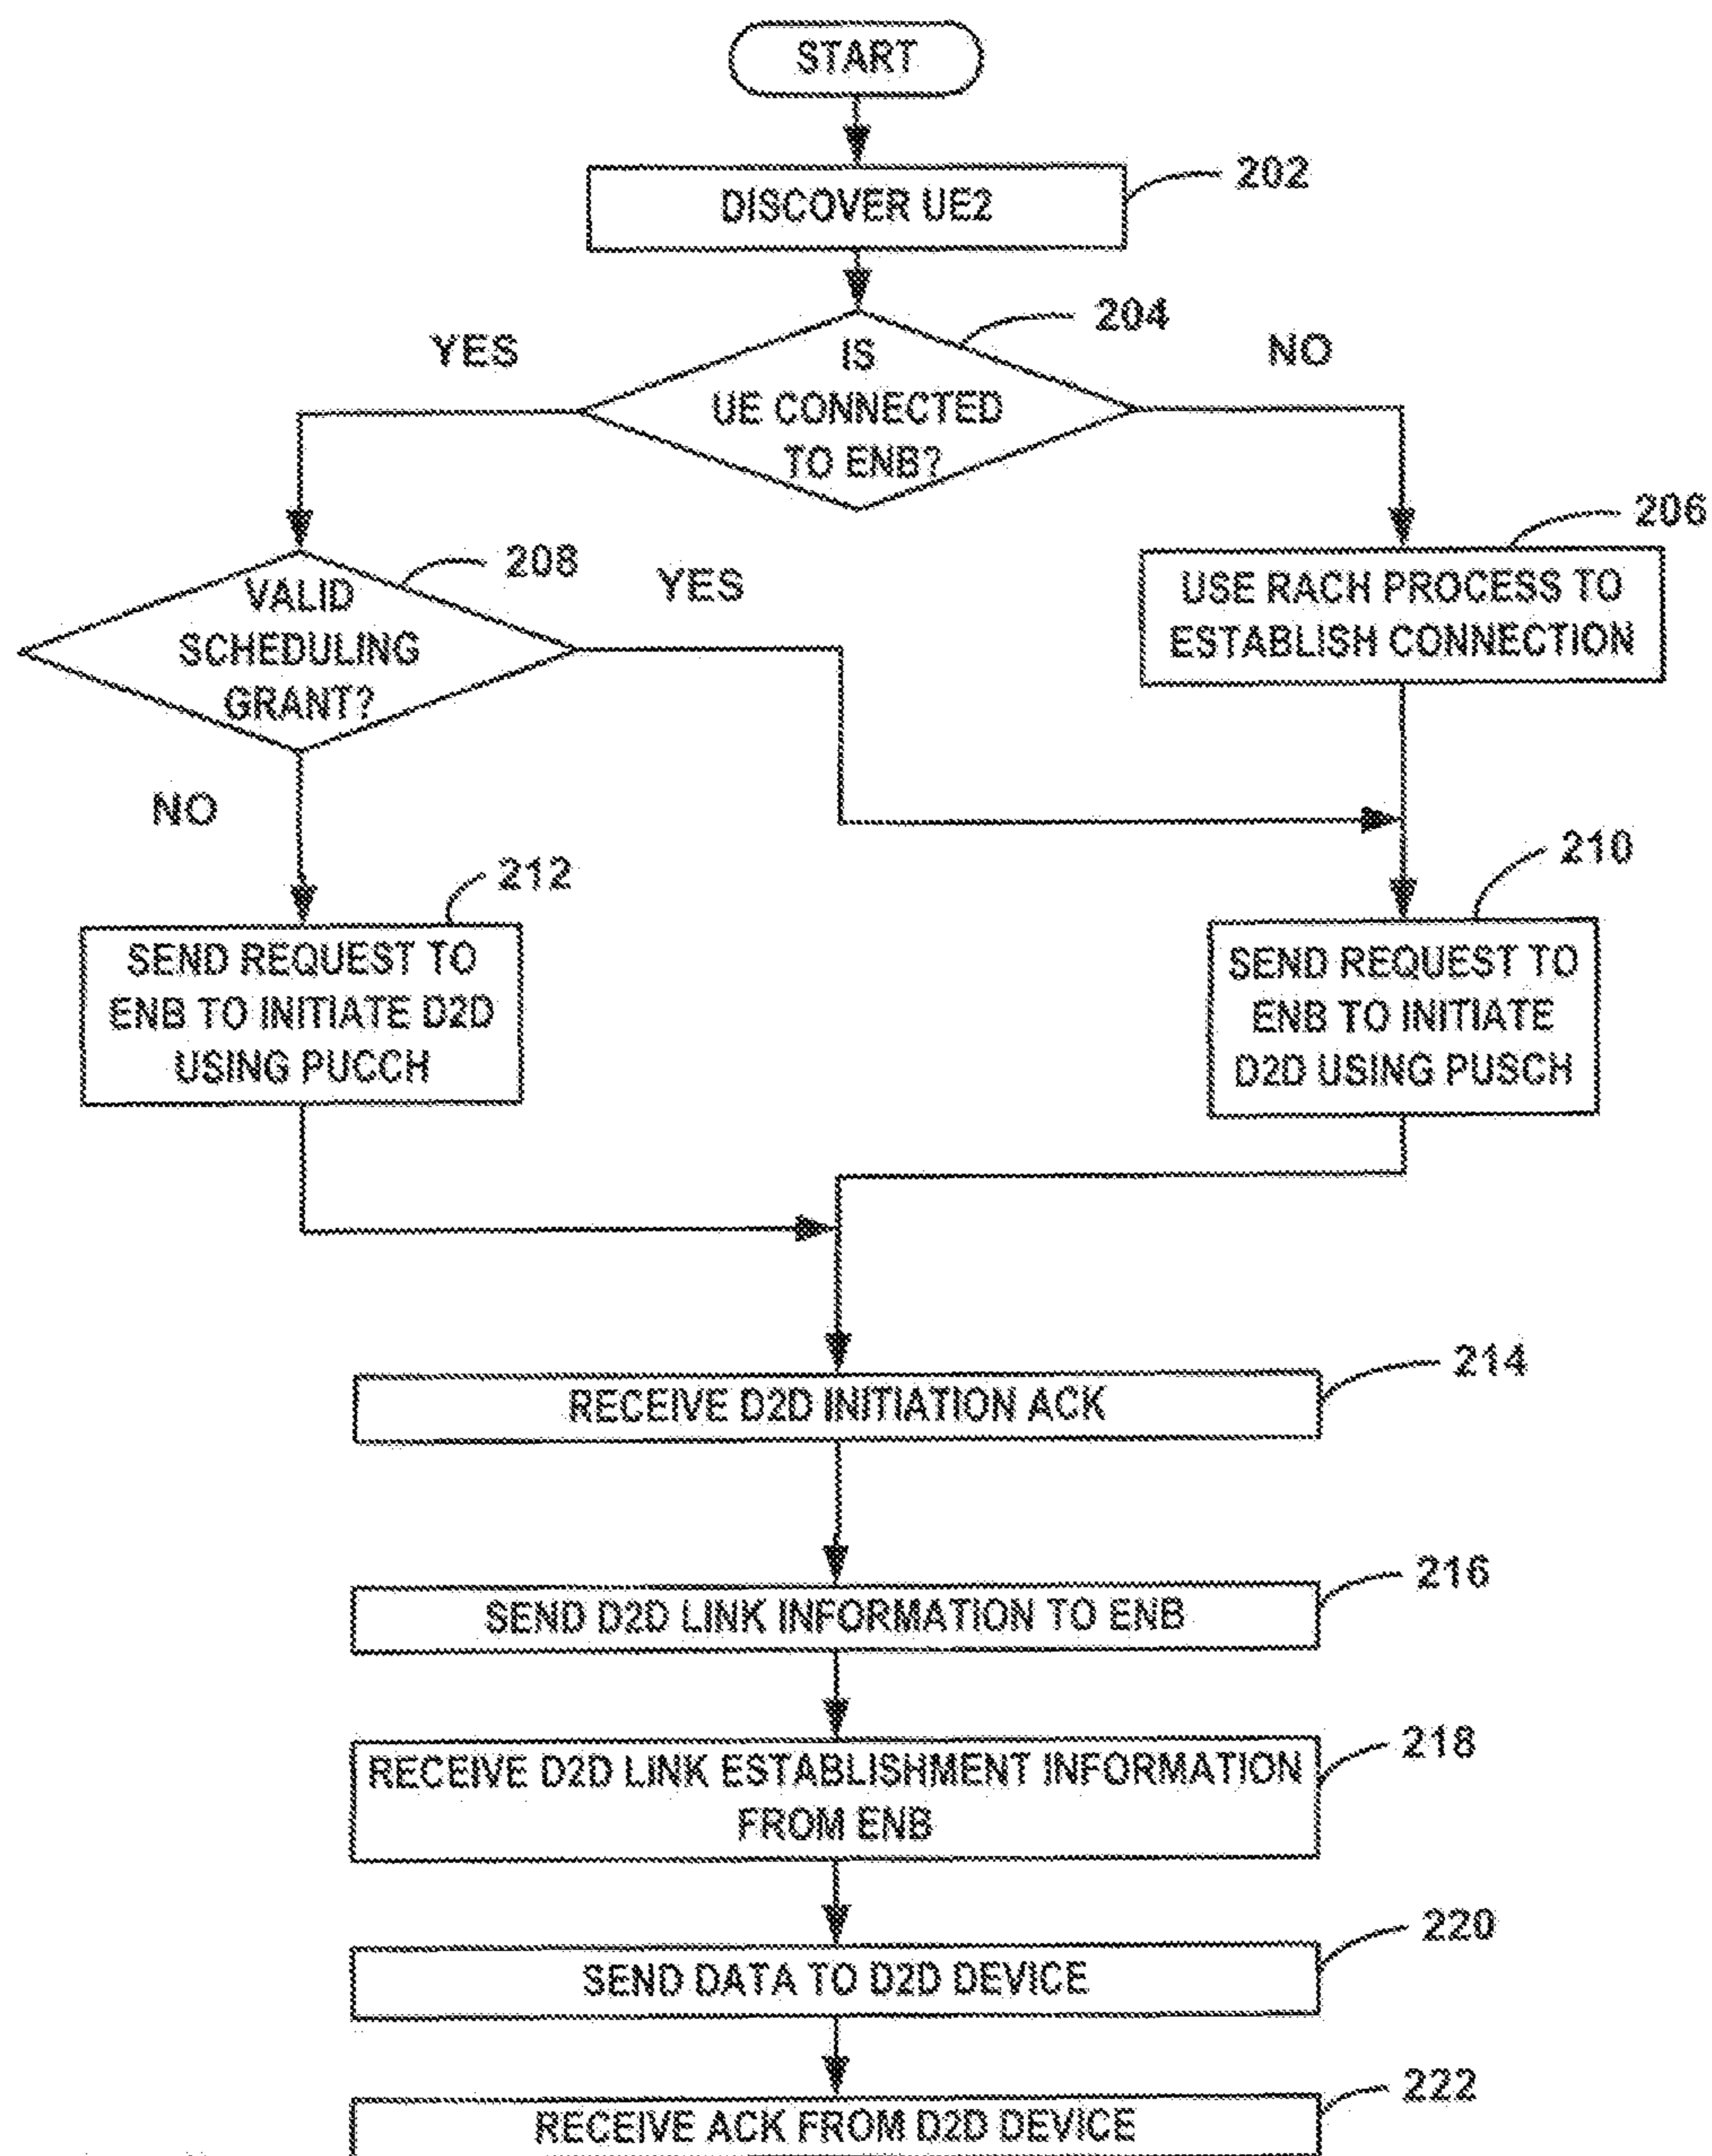 START
DISCOVER UE2
202
204
YES
IS
UE CONNECTED
TO ENB?
NO
206
USE RACH PROCESS TO
ESTABLISH CONNECTION
208
VALID
SCHEDULING
GRANT?
YES
NO
212
SEND REQUEST TO
ENB TO INITIATE D2D
USING PUCCH
210
SEND REQUEST TO
ENB TO INITIATE
D2D USING PUSCH
214
RECEIVE D2D INITIATION ACK
216
SEND D2D LINK INFORMATION TO ENB
218
RECEIVE D2D LINK ESTABLISHMENT INFORMATION
FROM ENB
220
SEND DATA TO D2D DEVICE
222
RECEIVE ACK FROM D2D DEVICE